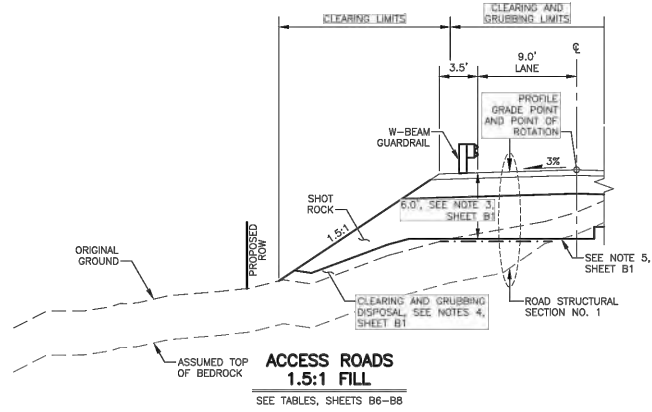 CLEARING LIMITS
CLEARING AND
GRUBBING LIMITS
℄
3.5'
9.0'
LANE
PROFILE
GRADE POINT
AND POINT OF
ROTATION
W-BEAM
GUARDRAIL
3%
SHOT
ROCK
1.5:1
6.0', SEE NOTE 3,
SHEET B1
PROPOSED
ROW
ORIGINAL
GROUND
SEE NOTE 5,
SHEET B1
CLEARING AND GRUBBING
DISPOSAL, SEE NOTES 4,
SHEET B1
ROAD STRUCTURAL
SECTION NO. 1
ASSUMED TOP
OF BEDROCK
ACCESS ROADS
1.5:1 FILL
SEE TABLES, SHEETS B6-B8